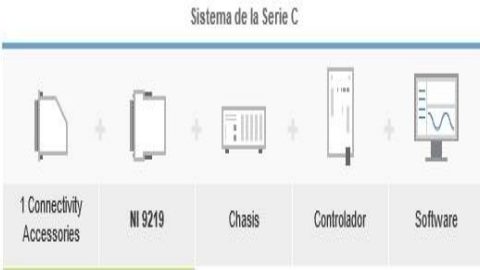 Sistema de la Serie C
1 Connectivity
Accessories
NI 9219
Chasis
Controlador
Software